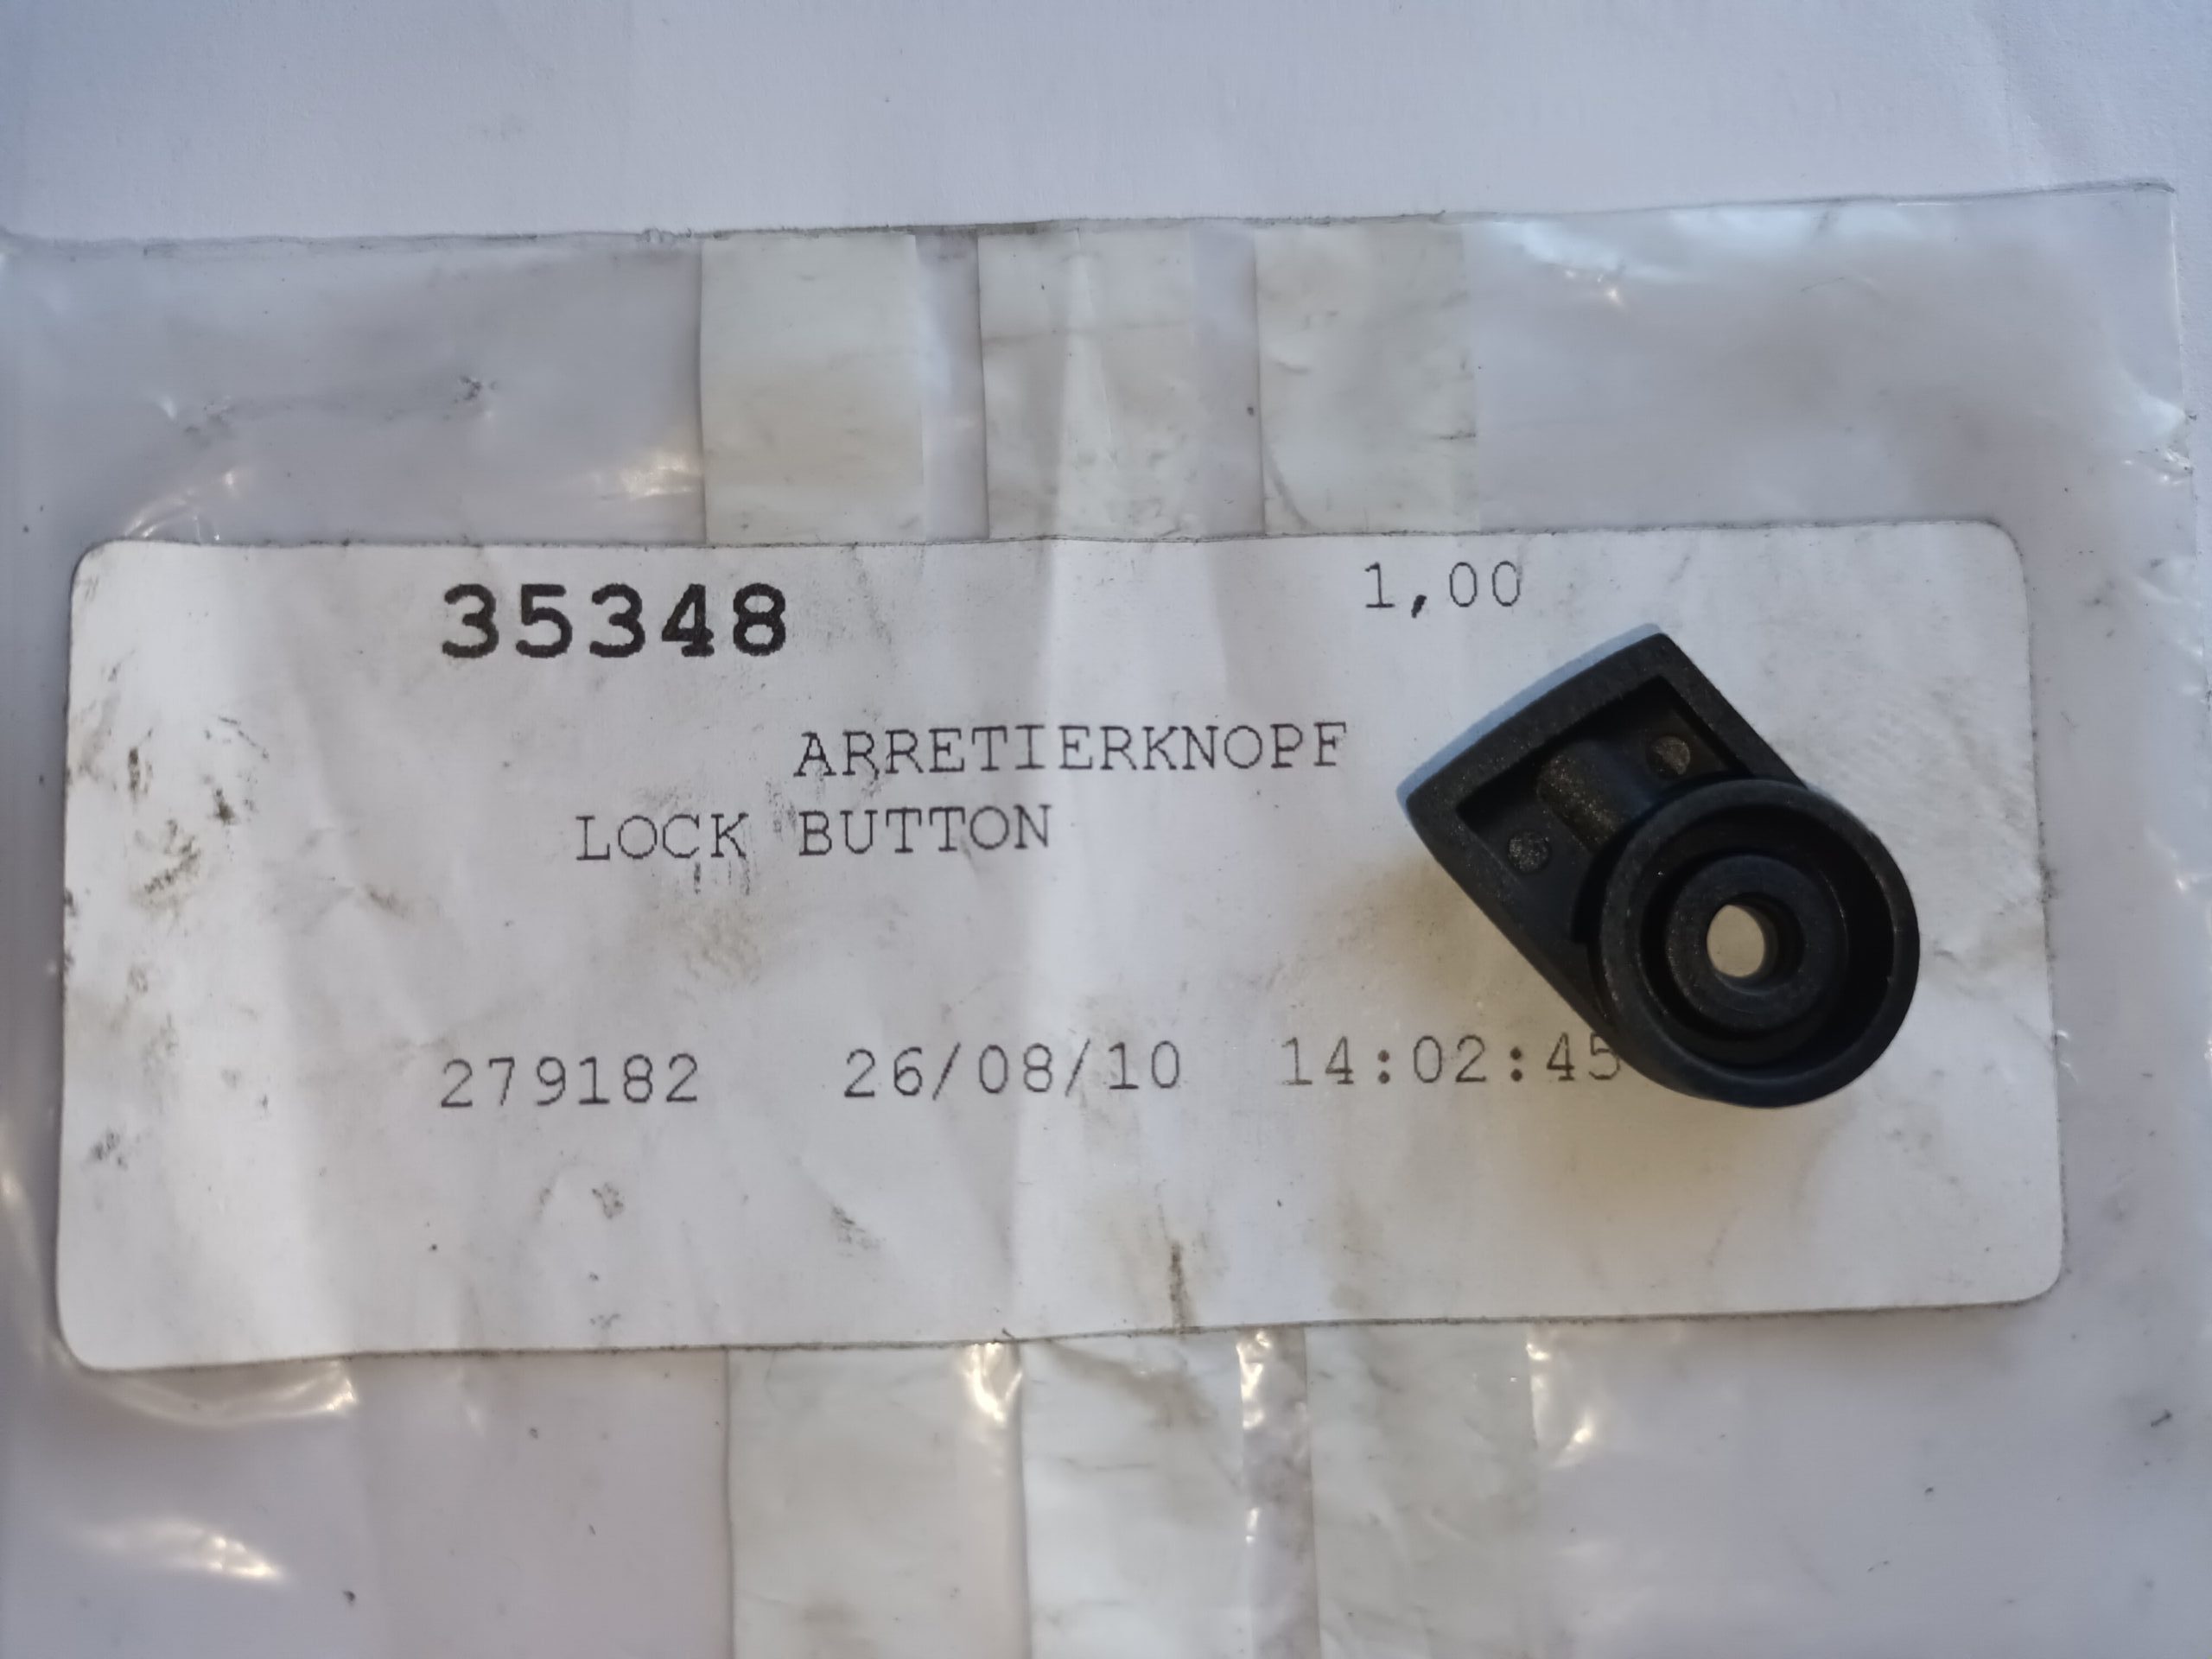 35348 1,00
ARRETIERKNOPF
LOCK BUTTON
279182 26/08/10 14:02:45